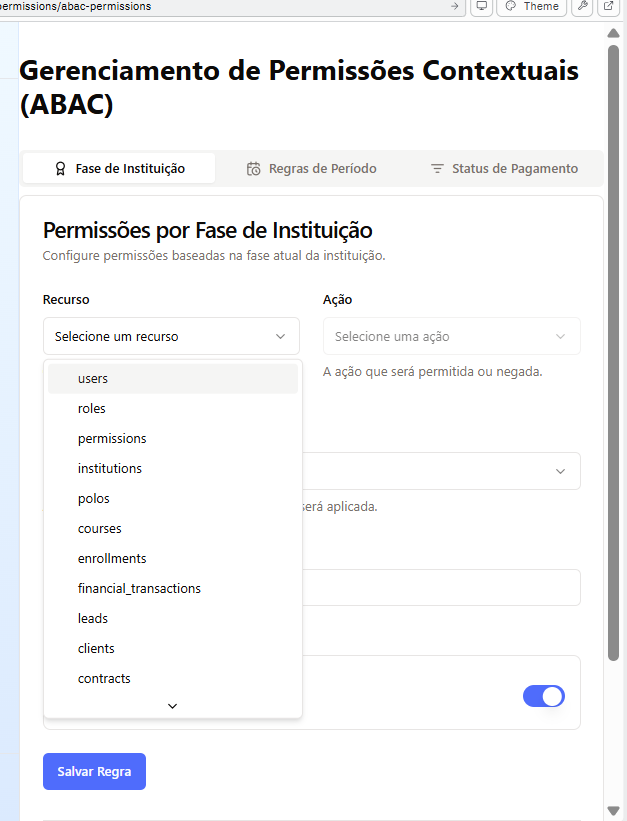 permissions/abac-permissions
Theme
Gerenciamento de Permissões Contextuais
(ABAC)
Fase de Instituição
Regras de Período
Status de Pagamento
Permissões por Fase de Instituição
Configure permissões baseadas na fase atual da instituição.
Recurso
Ação
Selecione um recurso
Selecione uma ação
A ação que será permitida ou negada.
users
roles
permissions
institutions
polos
será aplicada.
courses
enrollments
financial_transactions
leads
clients
contracts
Salvar Regra